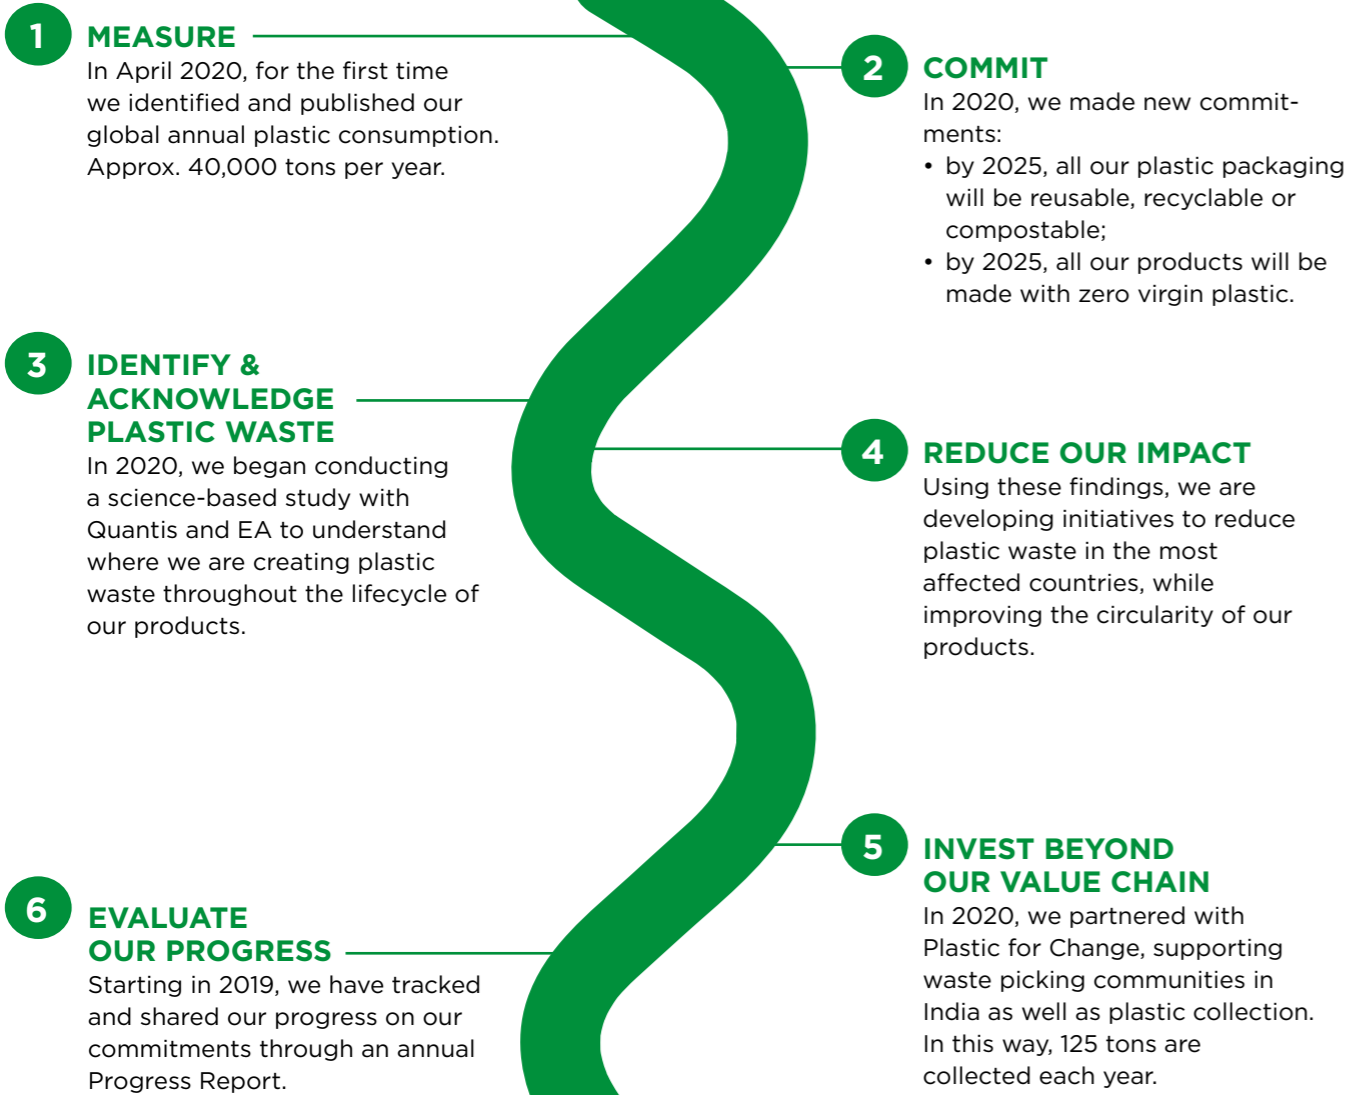 1
MEASURE
In April 2020, for the first time
we identified and published our
global annual plastic consumption.
Approx. 40,000 tons per year.
2
COMMIT
In 2020, we made new commit-
ments:
• by 2025, all our plastic packaging
will be reusable, recyclable or
compostable;
• by 2025, all our products will be
made with zero virgin plastic.
3
IDENTIFY &
ACKNOWLEDGE
PLASTIC WASTE
In 2020, we began conducting
a science-based study with
Quantis and EA to understand
where we are creating plastic
waste throughout the lifecycle of
our products.
4
REDUCE OUR IMPACT
Using these findings, we are
developing initiatives to reduce
plastic waste in the most
affected countries, while
improving the circularity of our
products.
5
INVEST BEYOND
OUR VALUE CHAIN
In 2020, we partnered with
Plastic for Change, supporting
waste picking communities in
India as well as plastic collection.
In this way, 125 tons are
collected each year.
6
EVALUATE
OUR PROGRESS
Starting in 2019, we have tracked
and shared our progress on our
commitments through an annual
Progress Report.